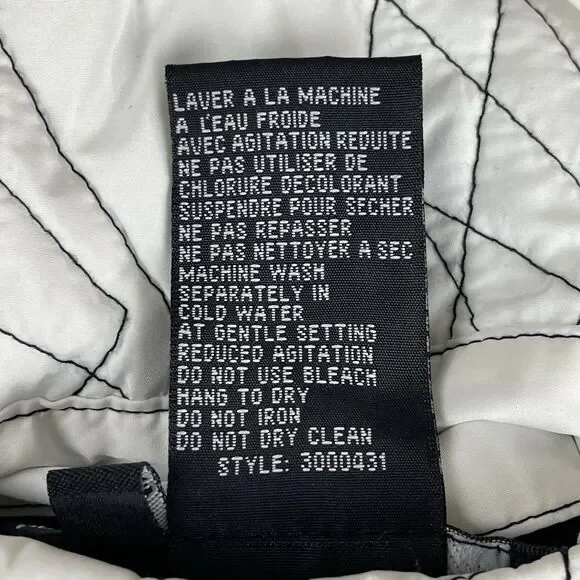 LAVER A LA MACHINE
A L'EAU FROIDE
AVEC AGITATION REDUITE
NE PAS UTILISER DE
CHLORURE DECOLORANT
SUSPENDRE POUR SECHER
NE PAS REPASSER
NE PAS NETTOYER A SEC
MACHINE WASH
SEPARATELY IN
COLD WATER
AT GENTLE SETTING
REDUCED AGITATION
DO NOT USE BLEACH
HANG TO DRY
DO NOT IRON
DO NOT DRY CLEAN
STYLE: 3000431